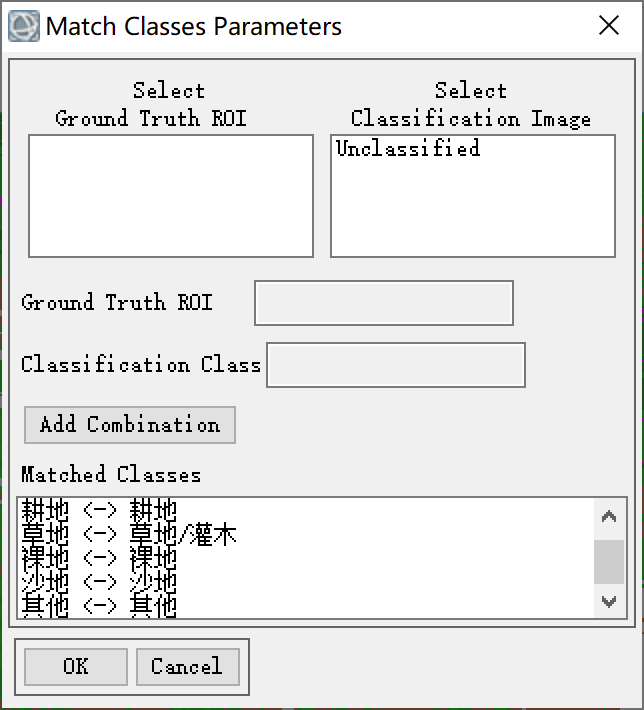 Match Classes Parameters
Select
Ground Truth ROI
Select
Classification Image
Unclassified
Ground Truth ROI
Classification Class
Add Combination
Matched Classes
耕地 <-> 耕地
草地 <-> 草地/灌木
裸地 <-> 裸地
沙地 <-> 沙地
其他 <-> 其他
OK
Cancel